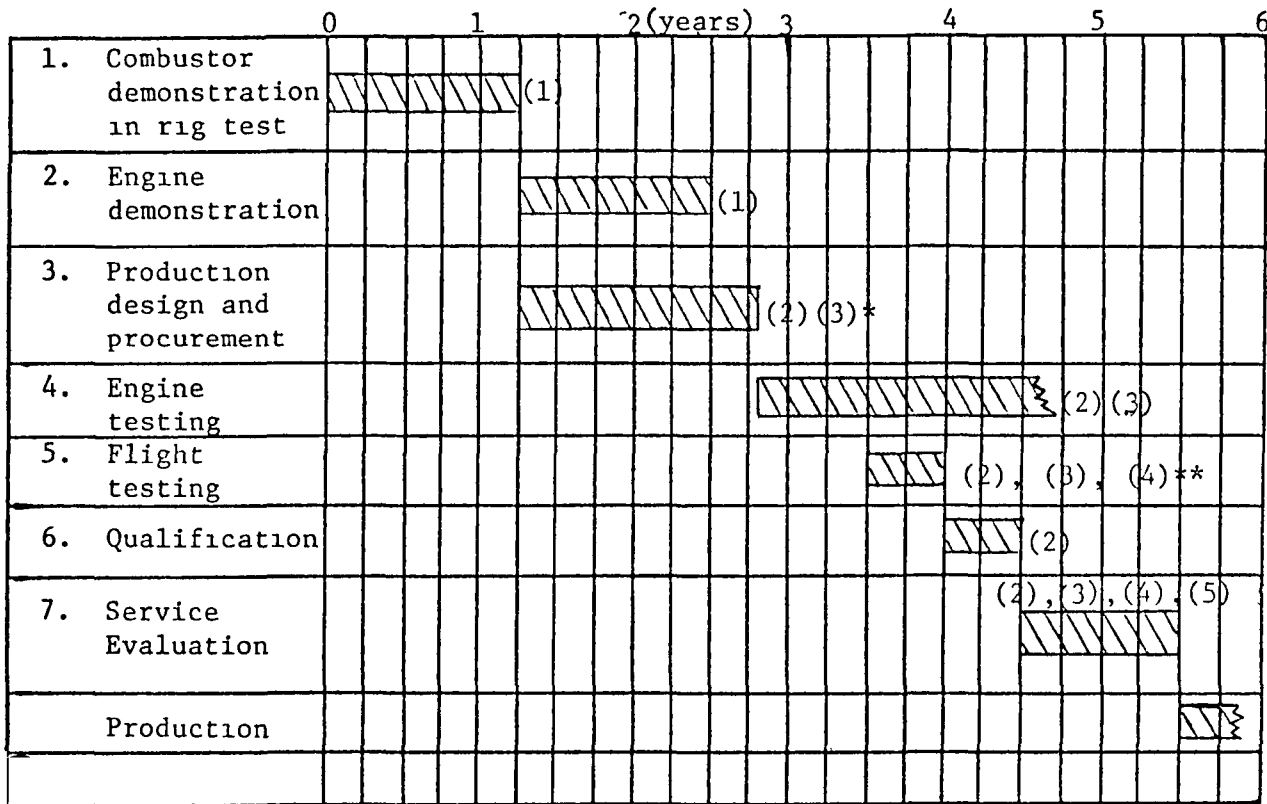 0 1 2(years) 3 4 5 6
1. Combustor
demonstration
in rig test
(1)
2. Engine
demonstration
(1)
3. Production
design and
procurement
(2)(3)*
4. Engine
testing
(2)(3)
5. Flight
testing
(2), (3), (4)**
6. Qualification
(2)
7. Service
Evaluation
(2),(3),(4),(5)
Production